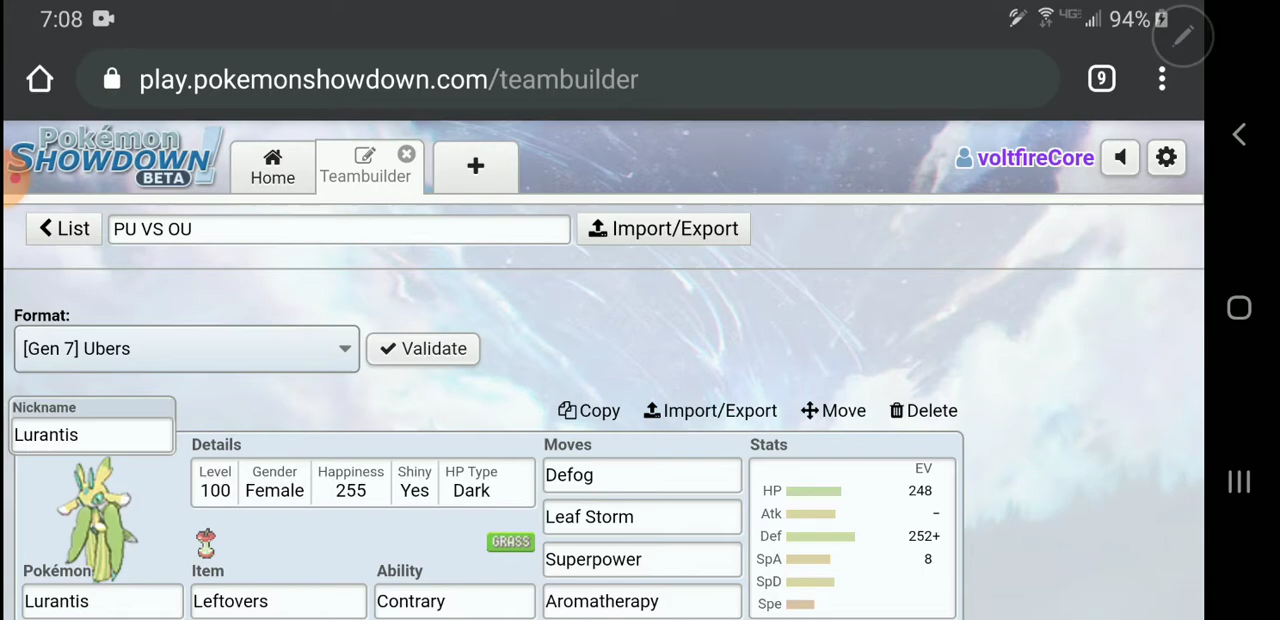 7:08
4GE 94%
play.pokemonshowdown.com/teambuilder
9
Pokémon
SHOWDOWN!
BETA
Home
Teambuilder
+
voltfireCore
List
PU VS OU
Import/Export
Format:
[Gen 7] Ubers
Validate
Nickname
Lurantis
Copy Import/Export Move Delete
Details
Level Gender Happiness Shiny HP Type
100 Female 255 Yes Dark
GRASS
Pokémon Item Ability
Lurantis Leftovers Contrary
Moves
Defog
Leaf Storm
Superpower
Aromatherapy
Stats
EV
HP 248
Atk -
Def 252+
SpA 8
SpD
Spe